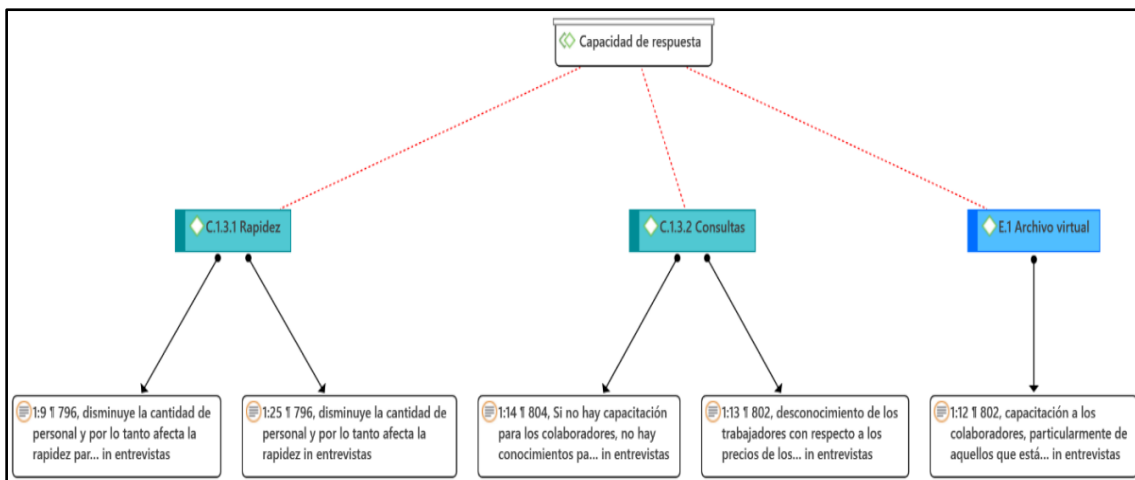 Capacidad de respuesta
C.1.3.1 Rapidez
C.1.3.2 Consultas
E.1 Archivo virtual
1:9 ¶ 796, disminuye la cantidad de
personal y por lo tanto afecta la
rapidez par... in entrevistas
1:25 ¶ 796, disminuye la cantidad de
personal y por lo tanto afecta la
rapidez in entrevistas
1:14 ¶ 804, Si no hay capacitación
para los colaboradores, no hay
conocimientos pa... in entrevistas
1:13 ¶ 802, desconocimiento de los
trabajadores con respecto a los
precios de los... in entrevistas
1:12 ¶ 802, capacitación a los
colaboradores, particularmente de
aquellos que está... in entrevistas